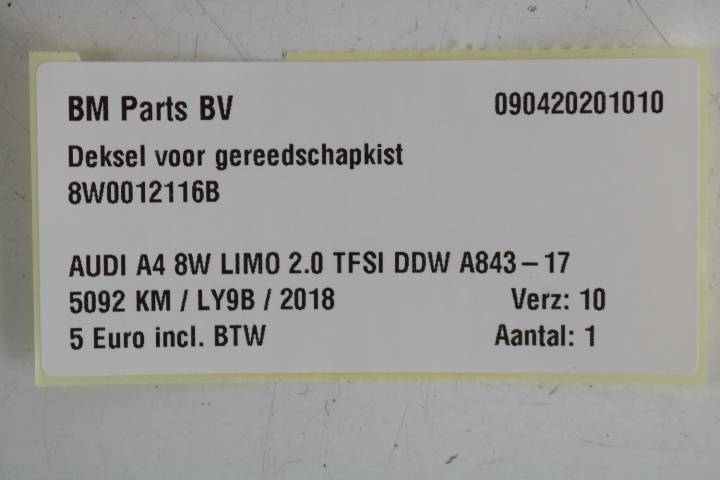 BM Parts BV 090420201010
Deksel voor gereedschapkist
8W0012116B
AUDI A4 8W LIMO 2.0 TFSI DDW A843-17
5092 KM / LY9B / 2018 Verz: 10
5 Euro incl. BTW Aantal: 1